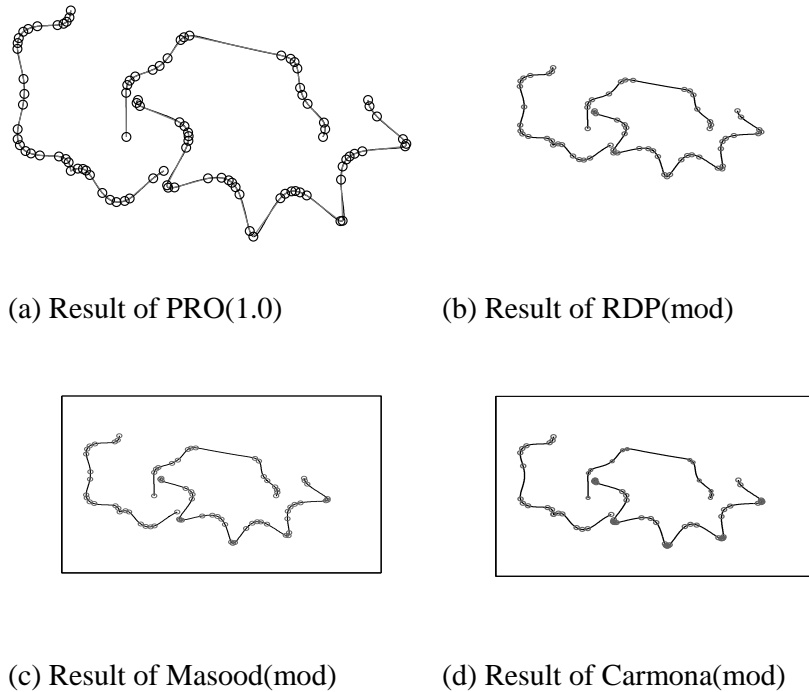 (a) Result of PRO(1.0)
(b) Result of RDP(mod)
(c) Result of Masood(mod)
(d) Result of Carmona(mod)